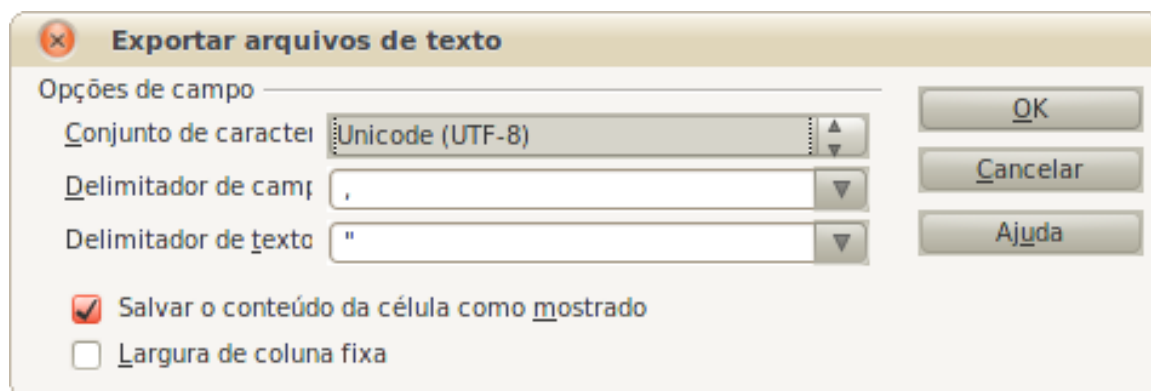 Exportar arquivos de texto
Opções de campo
Conjunto de caracter Unicode (UTF-8)
Delimitador de camp ,
Delimitador de texto "
Salvar o conteúdo da célula como mostrado
Largura de coluna fixa
OK
Cancelar
Ajuda